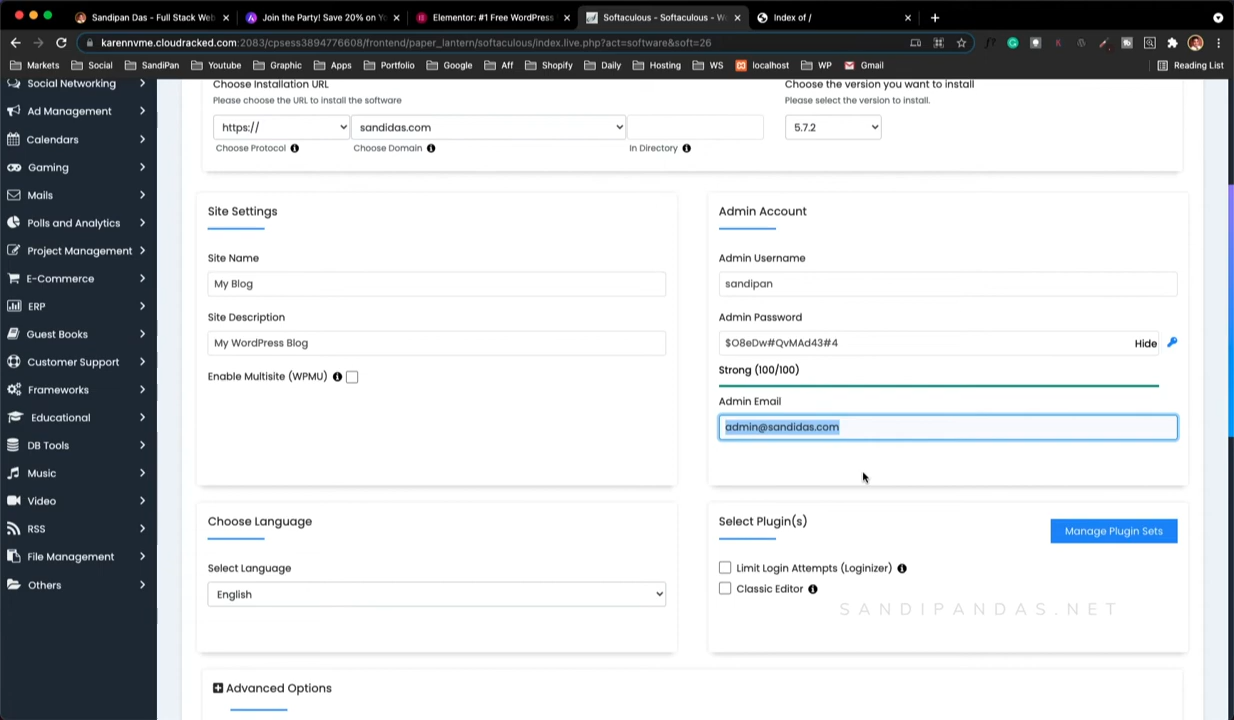 Sandipan Das - Full Stack Web
Join the Party! Save 20% on Yo
Elementor: #1 Free WordPress
Softaculous - Softaculous - W
Index of /
karennvme.cloudracked.com:2083/cpsess3894776608/frontend/paper_lantern/softaculous/index.live.php?act=software&soft=26
Markets Social SandiPan Youtube Graphic Apps Portfolio Google Aff Shopify Daily Hosting WS localhost WP Gmail Reading List
Social Networking
Ad Management
Calendars
Gaming
Mails
Polls and Analytics
Project Management
E-Commerce
ERP
Guest Books
Customer Support
Frameworks
Educational
DB Tools
Music
Video
RSS
File Management
Others
Choose Installation URL
Please choose the URL to install the software
https://
sandidas.com
Choose Protocol
Choose Domain
In Directory
Choose the version you want to install
Please select the version to install.
5.7.2
Site Settings
Site Name
My Blog
Site Description
My WordPress Blog
Enable Multisite (WPMU)
Admin Account
Admin Username
sandipan
Admin Password
$O8eDw#QvMAd43#4
Hide
Strong (100/100)
Admin Email
admin@sandidas.com
Choose Language
Select Language
English
Select Plugin(s)
Manage Plugin Sets
Limit Login Attempts (Loginizer)
Classic Editor
SANDIPANDAS.NET
Advanced Options